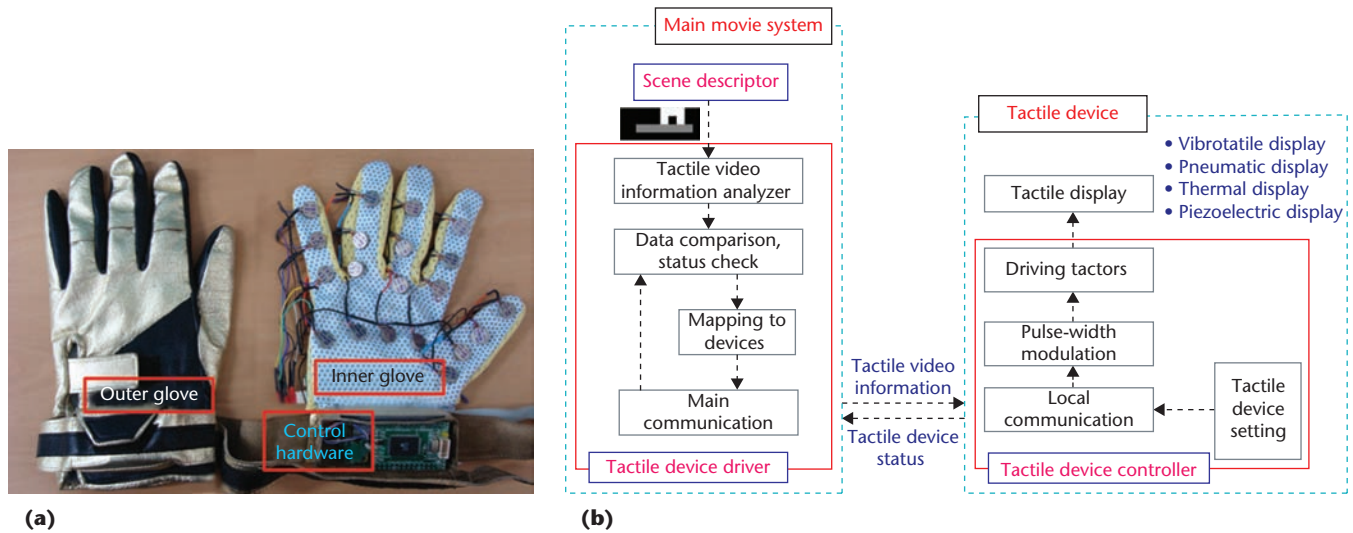 Outer glove
Inner glove
Control
hardware
(a)
Main movie system
Scene descriptor
Tactile video
information analyzer
Data comparison,
status check
Mapping to
devices
Main
communication
Tactile device driver
Tactile video
information
Tactile device
status
Tactile device
• Vibrotatile display
• Pneumatic display
• Thermal display
• Piezoelectric display
Tactile display
Driving tactors
Pulse-width
modulation
Local
communication
Tactile
device
setting
Tactile device controller
(b)